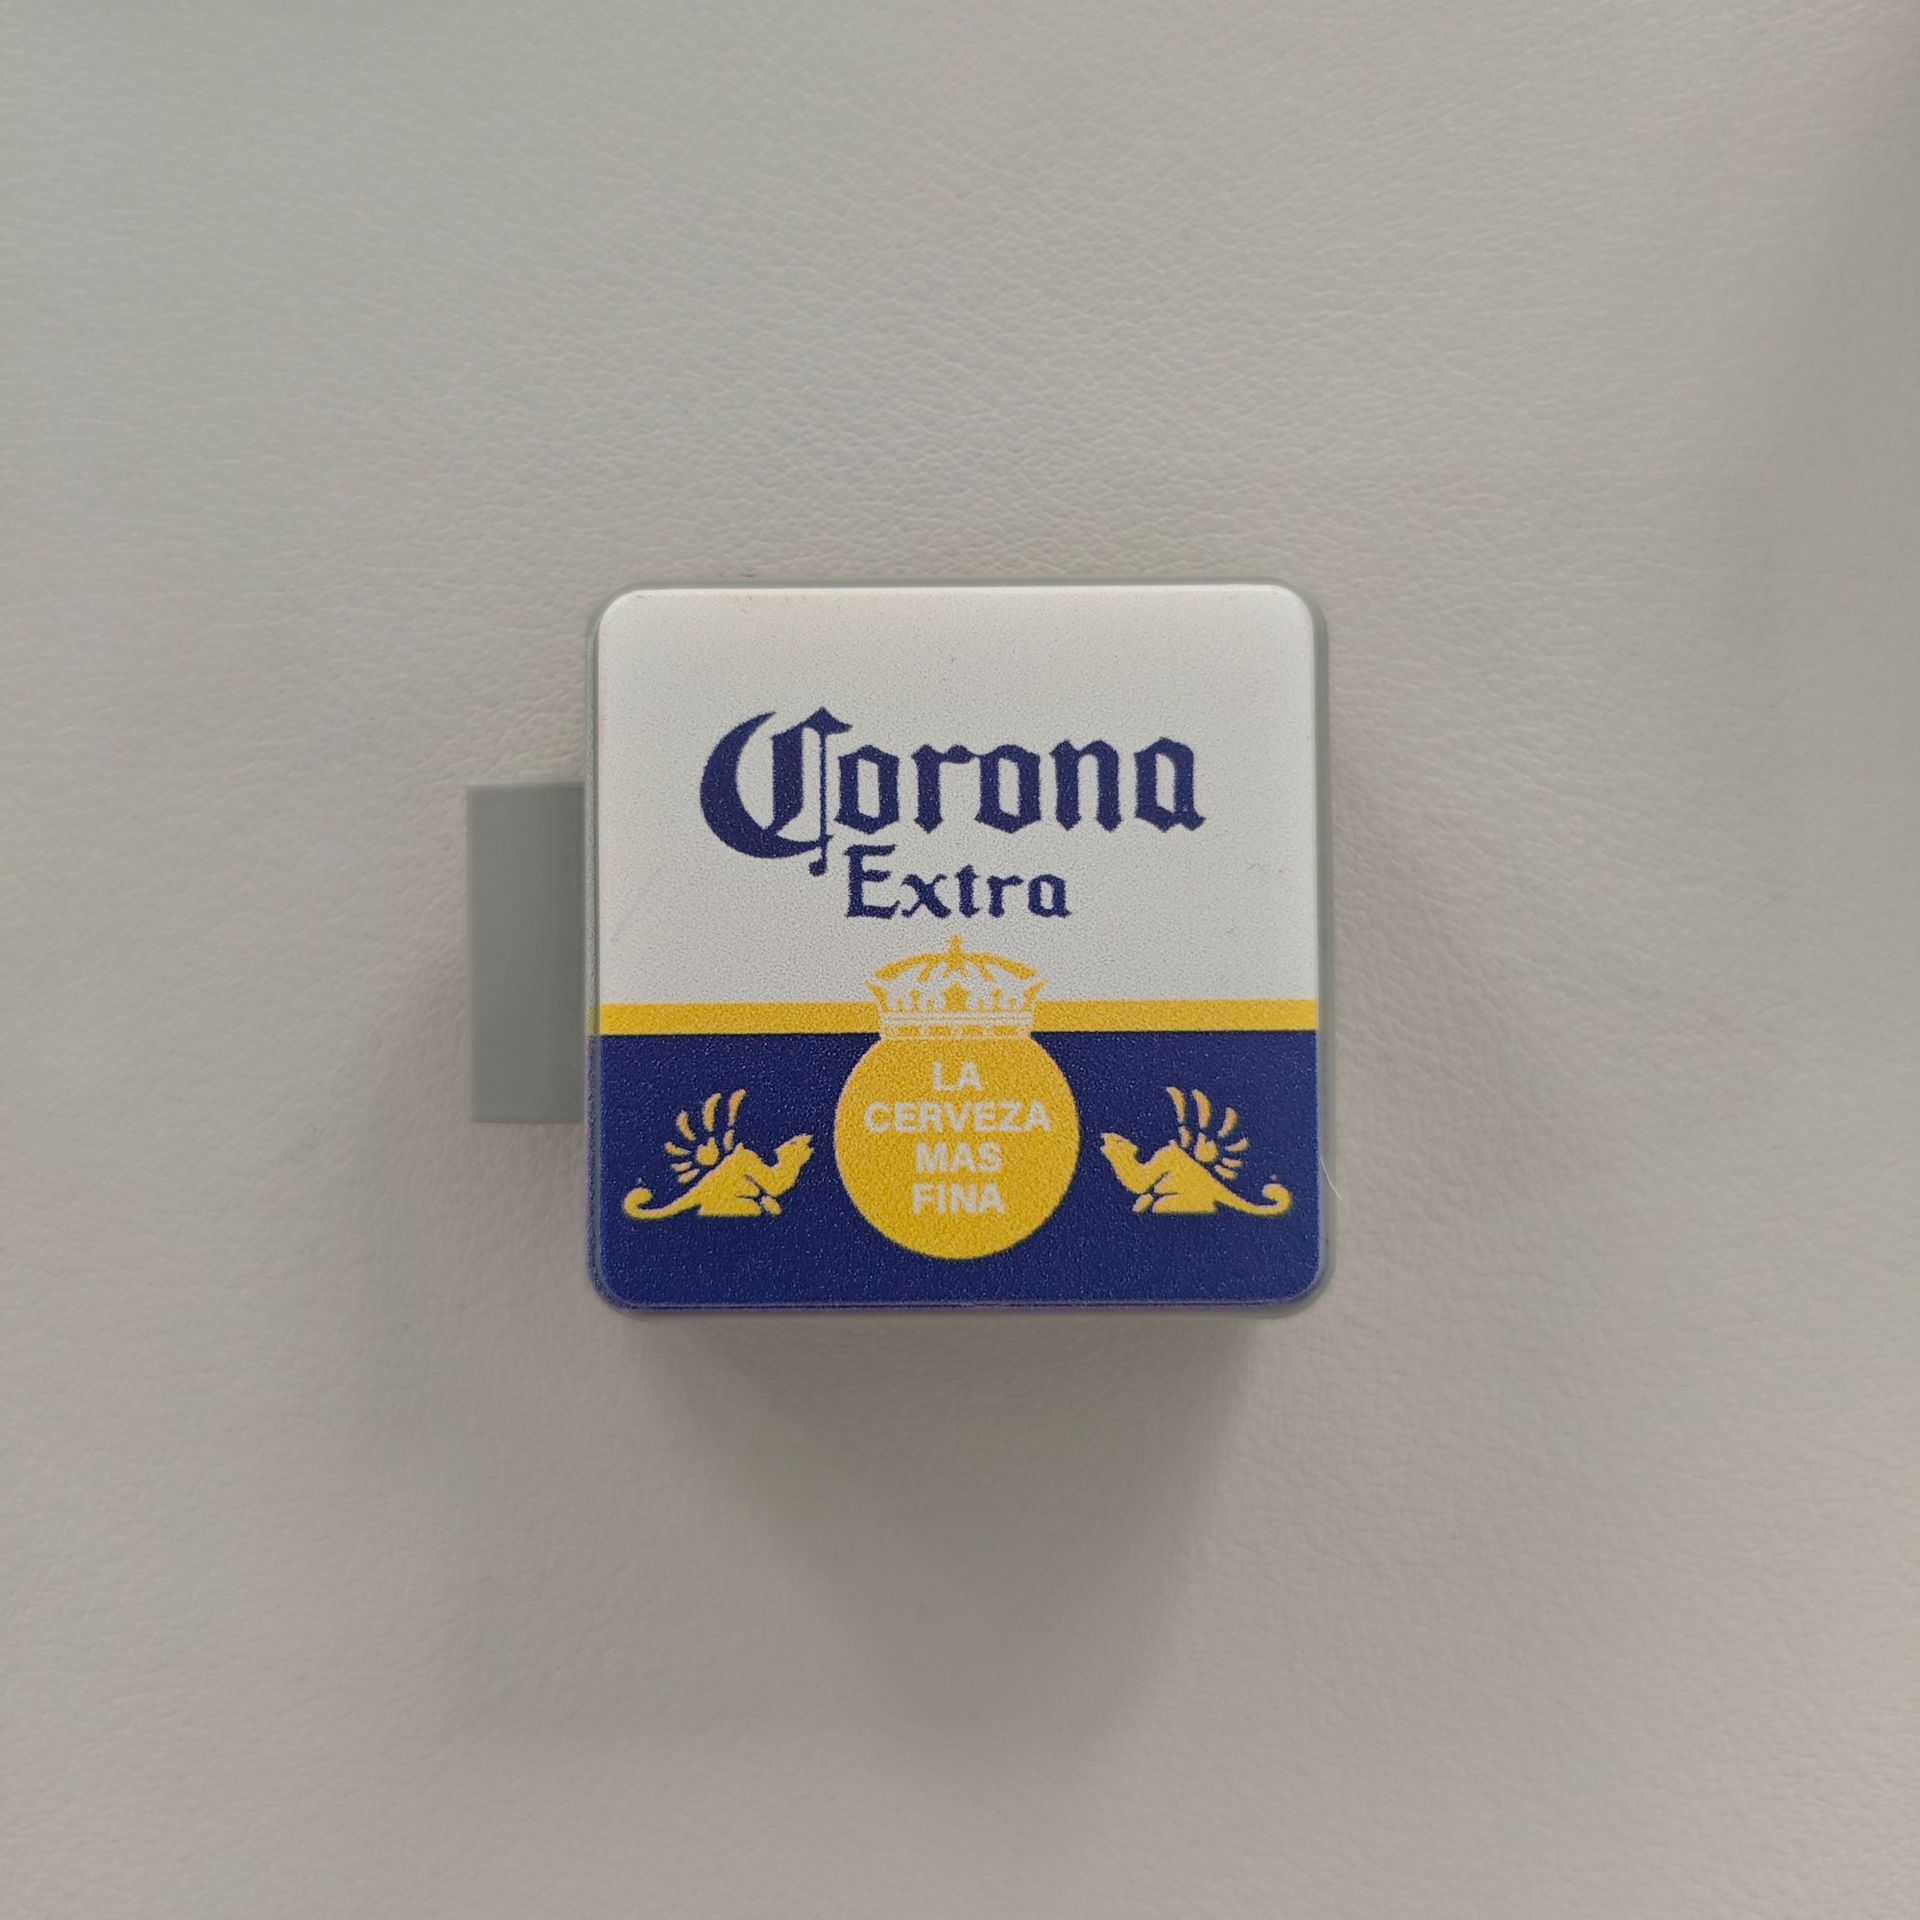 Corona
Extra
LA
CERVEZA
MAS
FINA